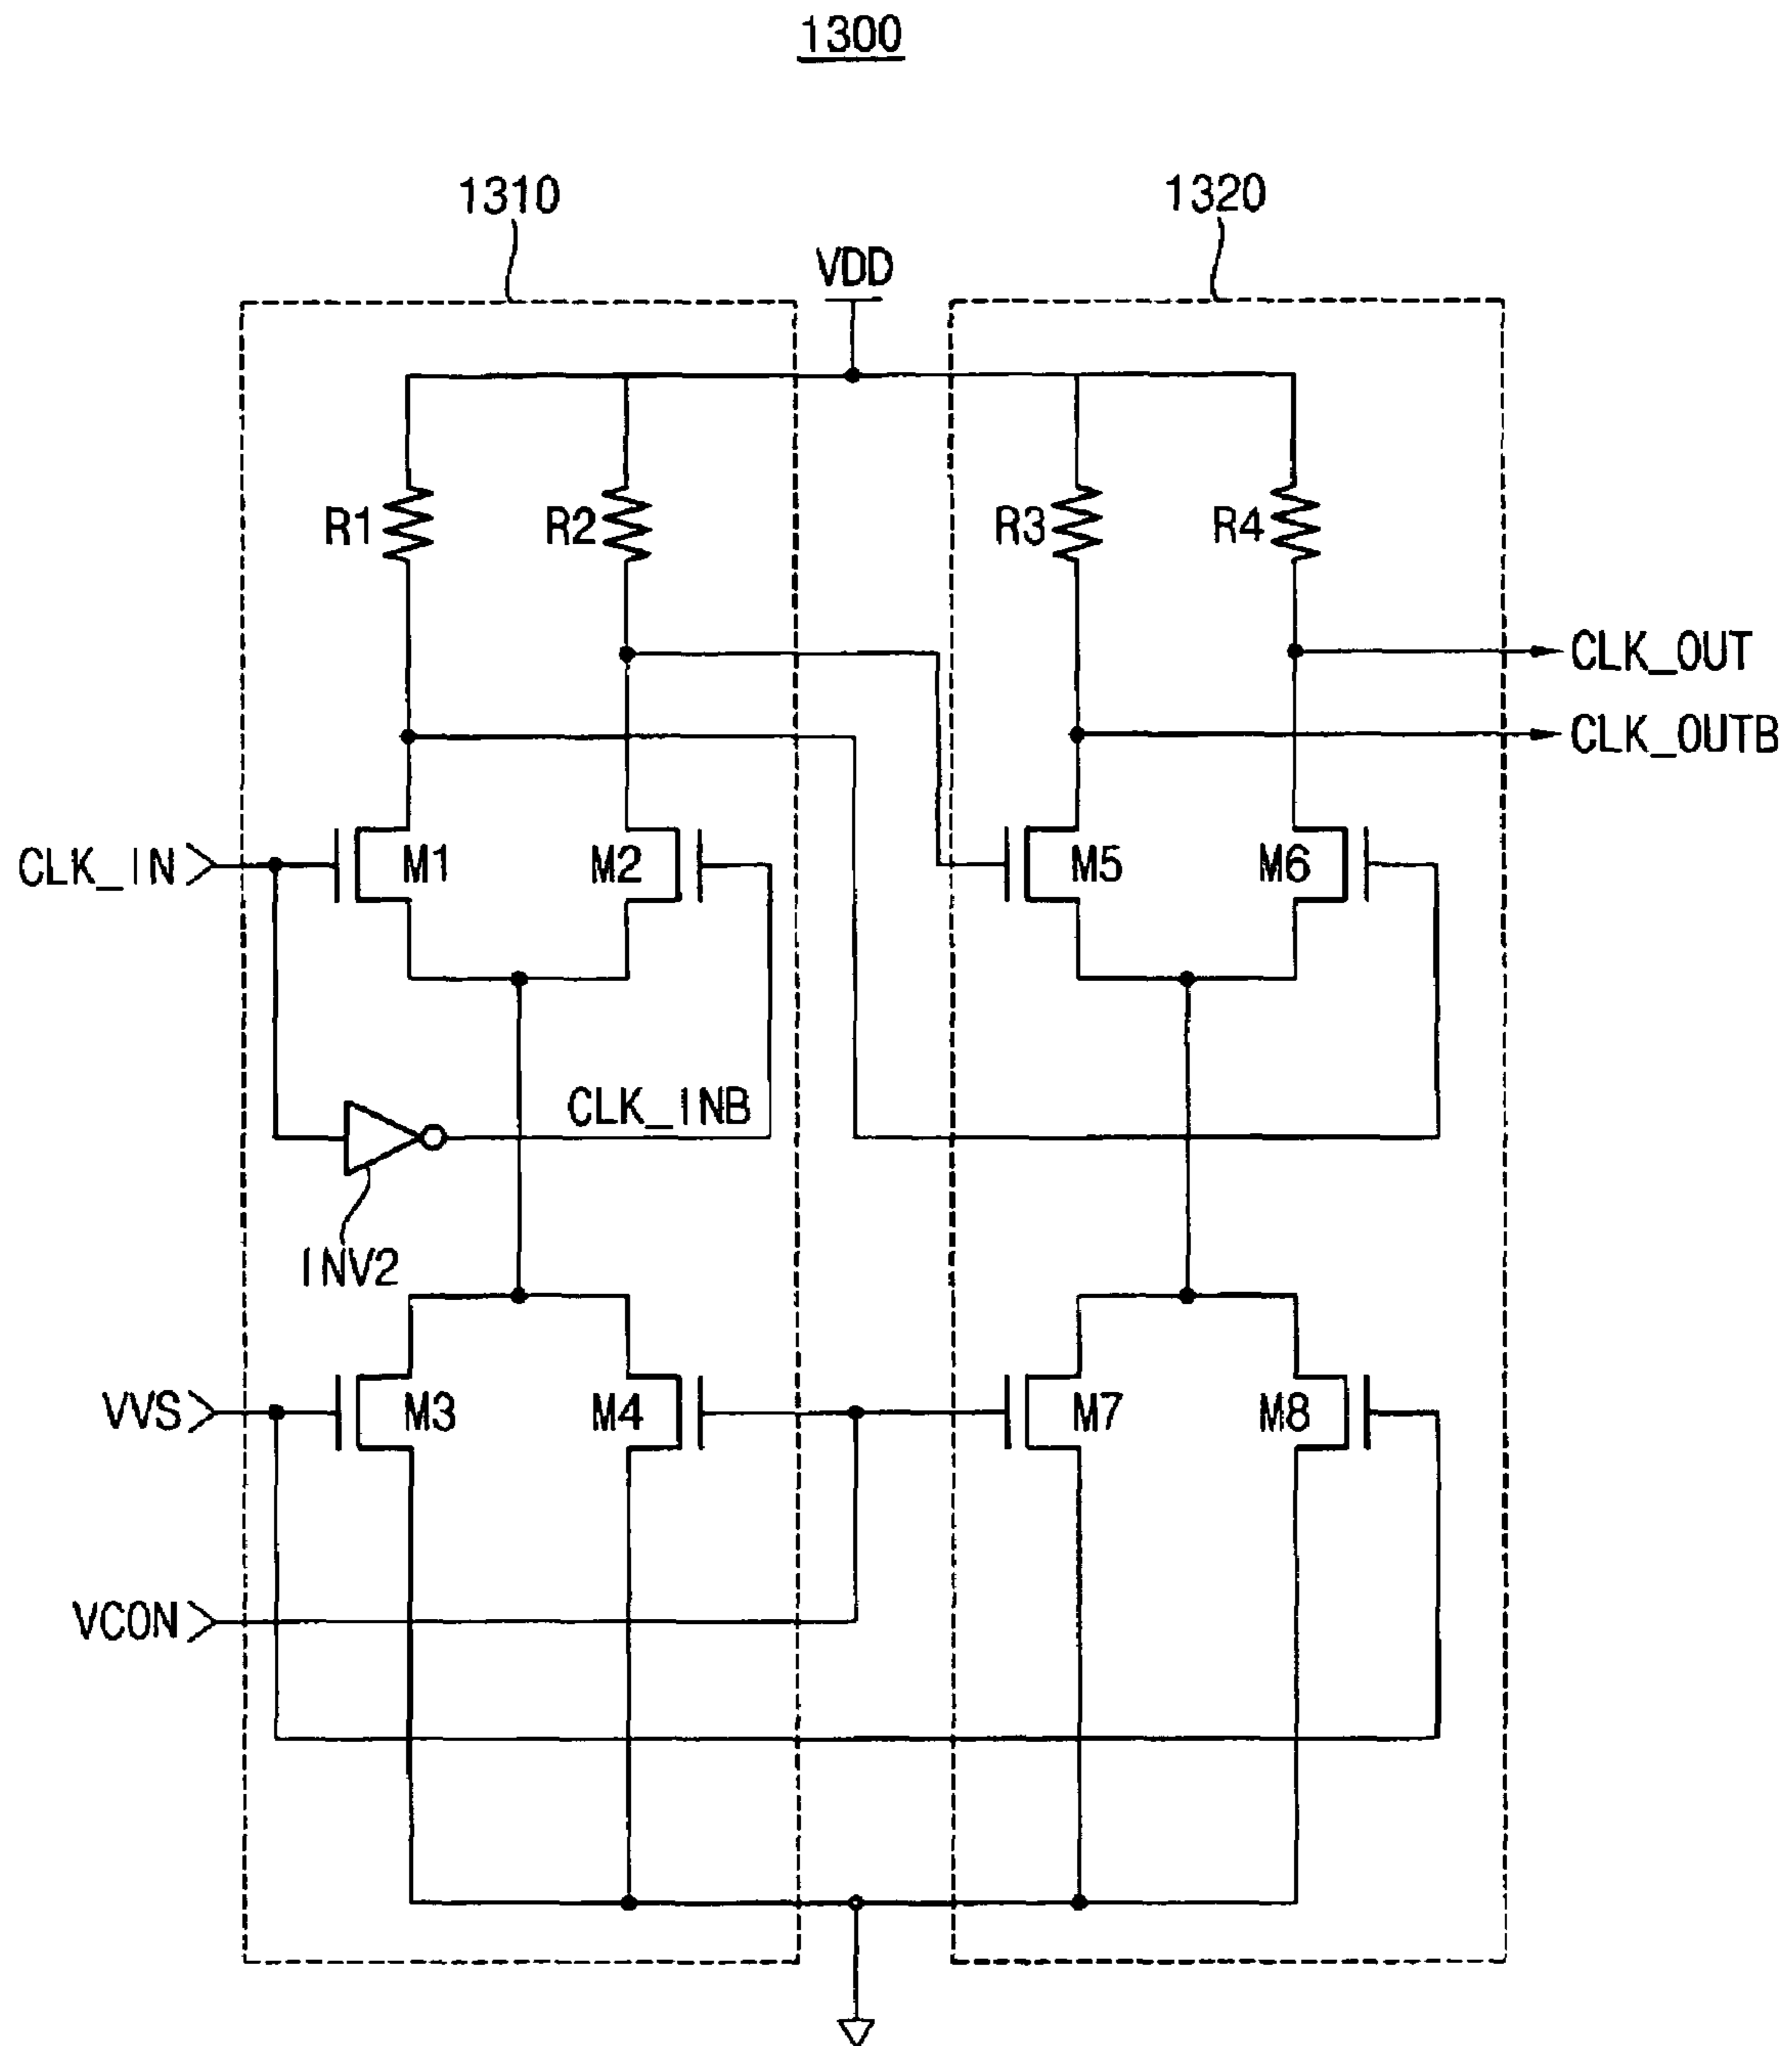 1300
1310
1320
VDD
R1
R2
R3
R4
CLK_OUT
CLK_OUTB
CLK_IN
M1
M2
M5
M6
CLK_INB
INV2
VVS
M3
M4
M7
M8
VCON